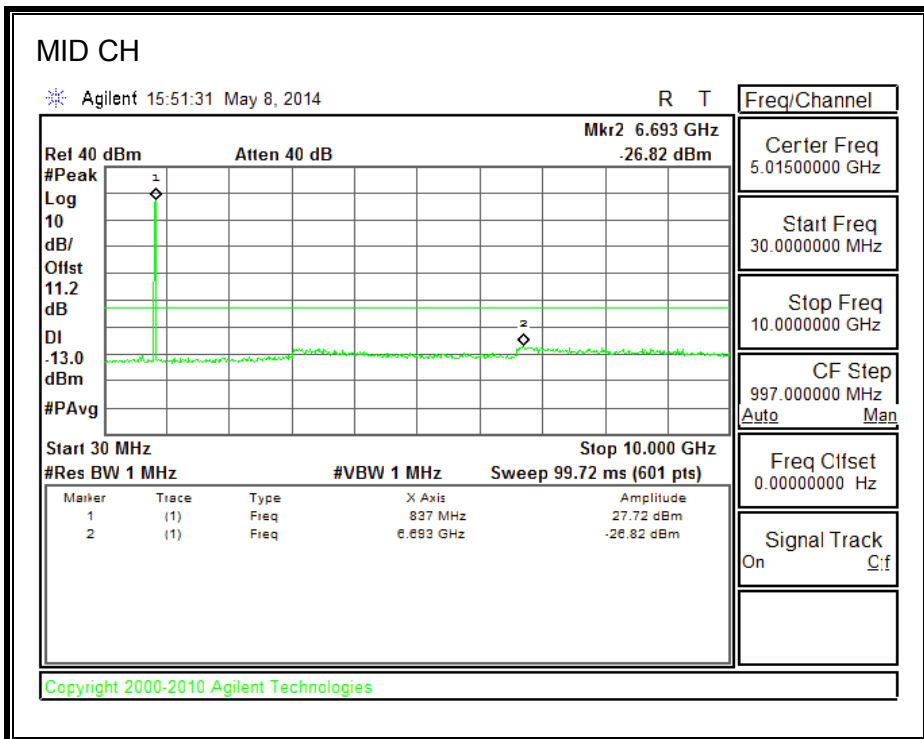 MID CH
Agilent 15:51:31 May 8, 2014 R T
Mkr2 6.693 GHz
Ref 40 dBm Atten 40 dB -26.82 dBm
#Peak
Log
10
dB/
Offst
11.2
dB
DI
-13.0
dBm
#PAvg
1
2
Start 30 MHz Stop 10.000 GHz
#Res BW 1 MHz #VBW 1 MHz Sweep 99.72 ms (601 pts)
Marker Trace Type X Axis Amplitude
1 (1) Freq 837 MHz 27.72 dBm
2 (1) Freq 6.693 GHz -26.82 dBm
Freq/Channel
Center Freq
5.01500000 GHz
Start Freq
30.0000000 MHz
Stop Freq
10.0000000 GHz
CF Step
997.000000 MHz
Auto Man
Freq Offset
0.00000000 Hz
Signal Track
On Off
Copyright 2000-2010 Agilent Technologies